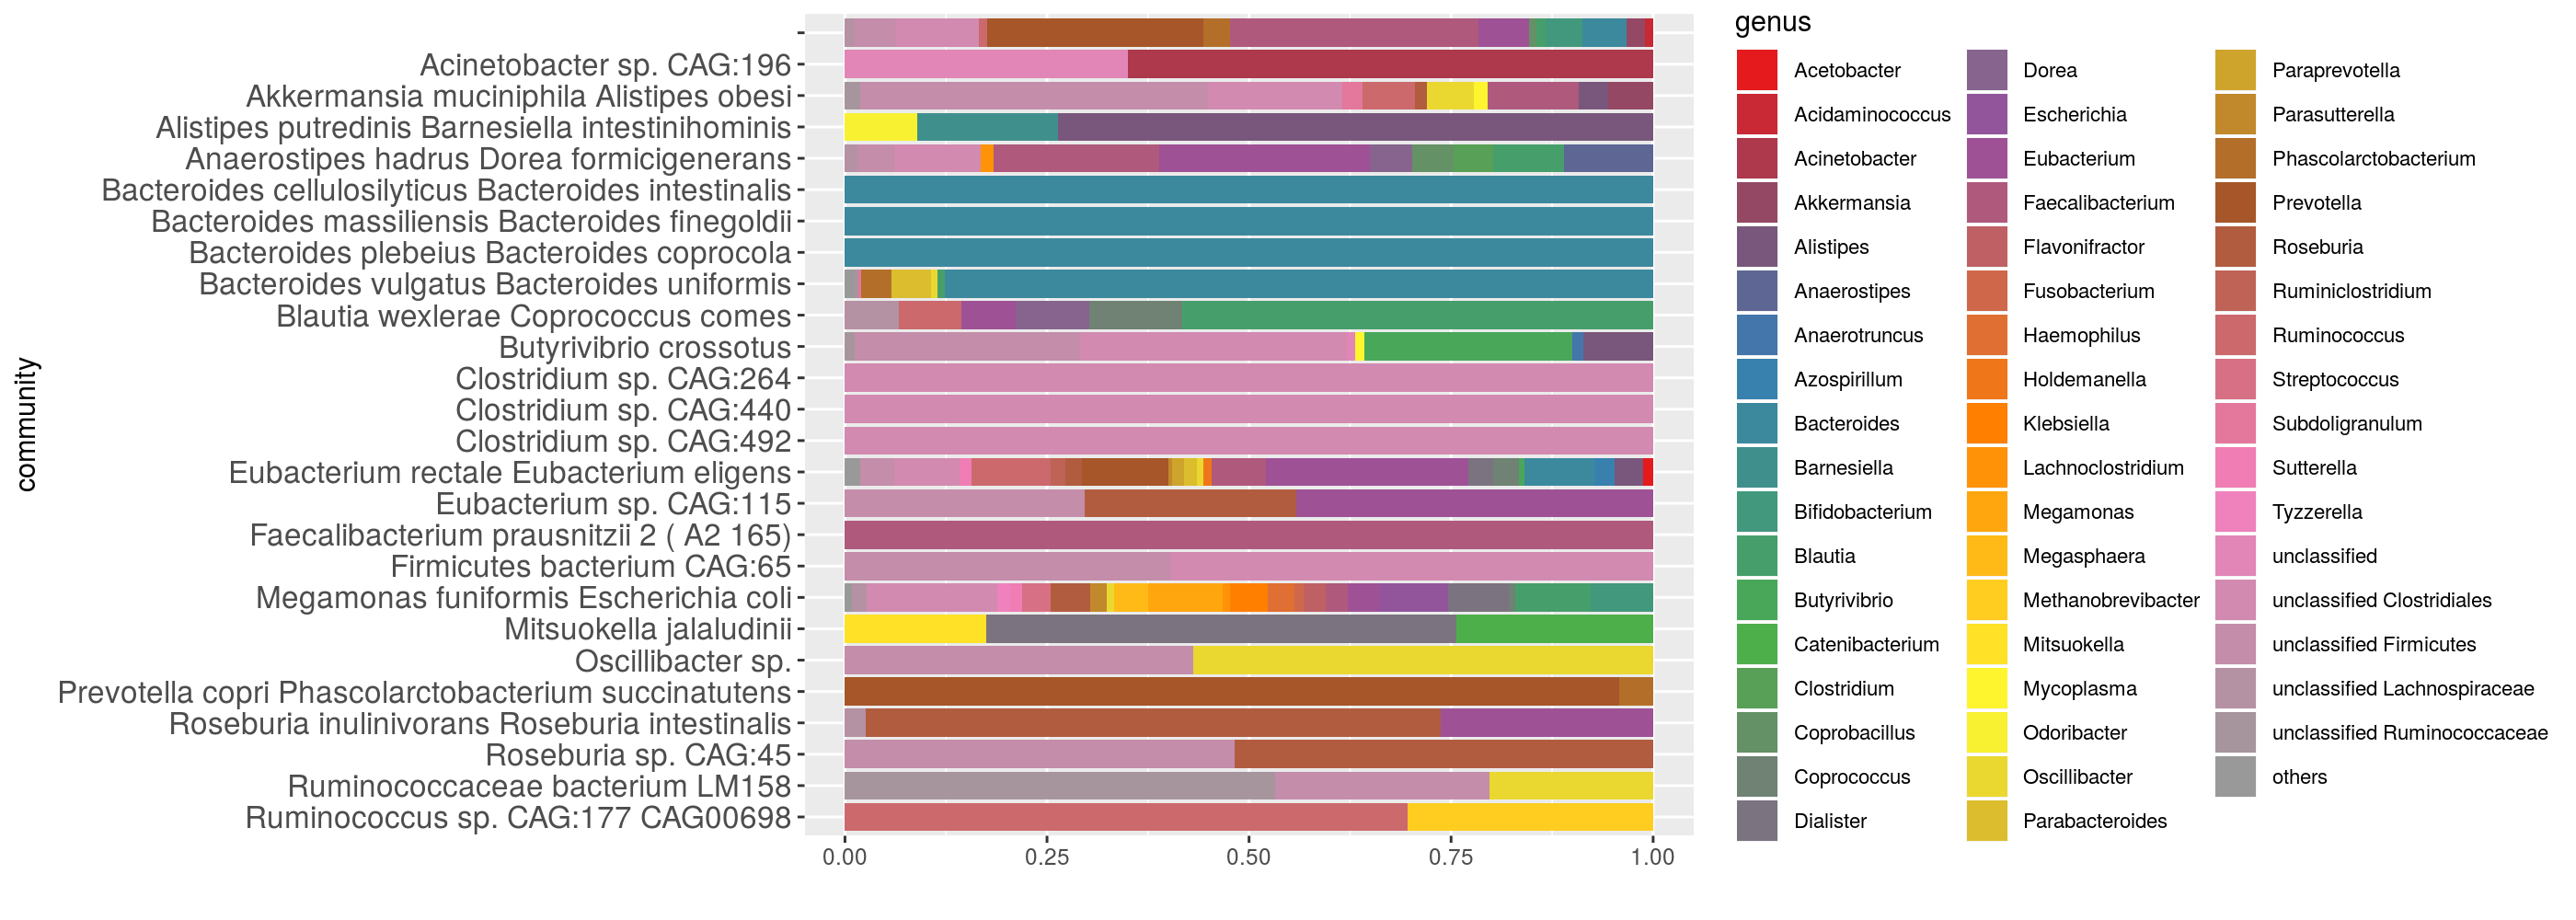 community
Acinetobacter sp. CAG:196
Akkermansia muciniphila Alistipes obesi
Alistipes putredinis Barnesiella intestinihominis
Anaerostipes hadrus Dorea formicigenerans
Bacteroides cellulosilyticus Bacteroides intestinalis
Bacteroides massiliensis Bacteroides finegoldii
Bacteroides plebeius Bacteroides coprocola
Bacteroides vulgatus Bacteroides uniformis
Blautia wexlerae Coprococcus comes
Butyrivibrio crossotus
Clostridium sp. CAG:264
Clostridium sp. CAG:440
Clostridium sp. CAG:492
Eubacterium rectale Eubacterium eligens
Eubacterium sp. CAG:115
Faecalibacterium prausnitzii 2 ( A2 165)
Firmicutes bacterium CAG:65
Megamonas funiformis Escherichia coli
Mitsuokella jalaludinii
Oscillibacter sp.
Prevotella copri Phascolarctobacterium succinatutens
Roseburia inulinivorans Roseburia intestinalis
Roseburia sp. CAG:45
Ruminococcaceae bacterium LM158
Ruminococcus sp. CAG:177 CAG00698
0.00 0.25 0.50 0.75 1.00
genus
Acetobacter
Acidaminococcus
Acinetobacter
Akkermansia
Alistipes
Anaerostipes
Anaerotruncus
Azospirillum
Bacteroides
Barnesiella
Bifidobacterium
Blautia
Butyrivibrio
Catenibacterium
Clostridium
Coprobacillus
Coprococcus
Dialister
Dorea
Escherichia
Eubacterium
Faecalibacterium
Flavonifractor
Fusobacterium
Haemophilus
Holdemanella
Klebsiella
Lachnoclostridium
Megamonas
Megasphaera
Methanobrevibacter
Mitsuokella
Mycoplasma
Odoribacter
Oscillibacter
Parabacteroides
Paraprevotella
Parasutterella
Phascolarctobacterium
Prevotella
Roseburia
Ruminiclostridium
Ruminococcus
Streptococcus
Subdoligranulum
Sutterella
Tyzzerella
unclassified
unclassified Clostridiales
unclassified Firmicutes
unclassified Lachnospiraceae
unclassified Ruminococcaceae
others